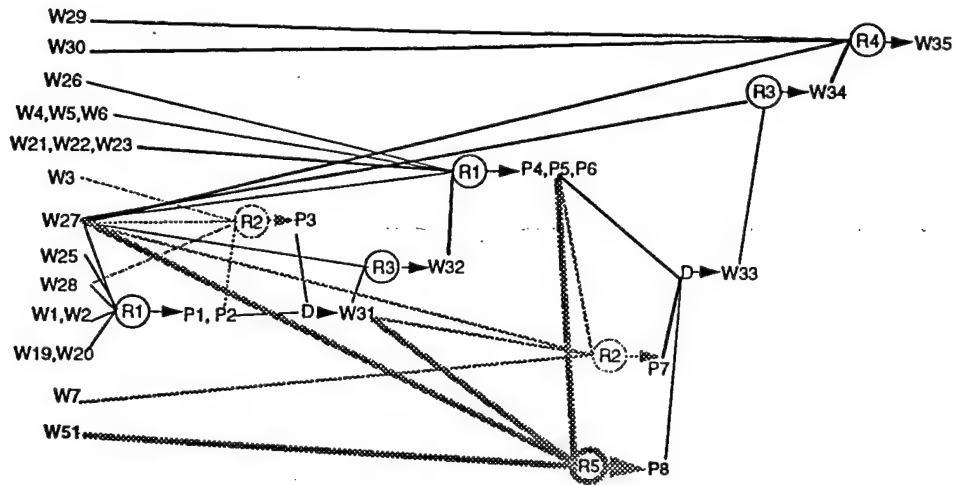 W29
R4 W35
W30
W26
R3 W34
W4,W5,W6
W21,W22,W23
R1 P4,P5,P6
W3
W27 R2 P3
W25
R3 W32
D W33
W28
W1,W2 R1 P1, P2 D W31
W19,W20
R2 P7
W7
W51
R5 P8